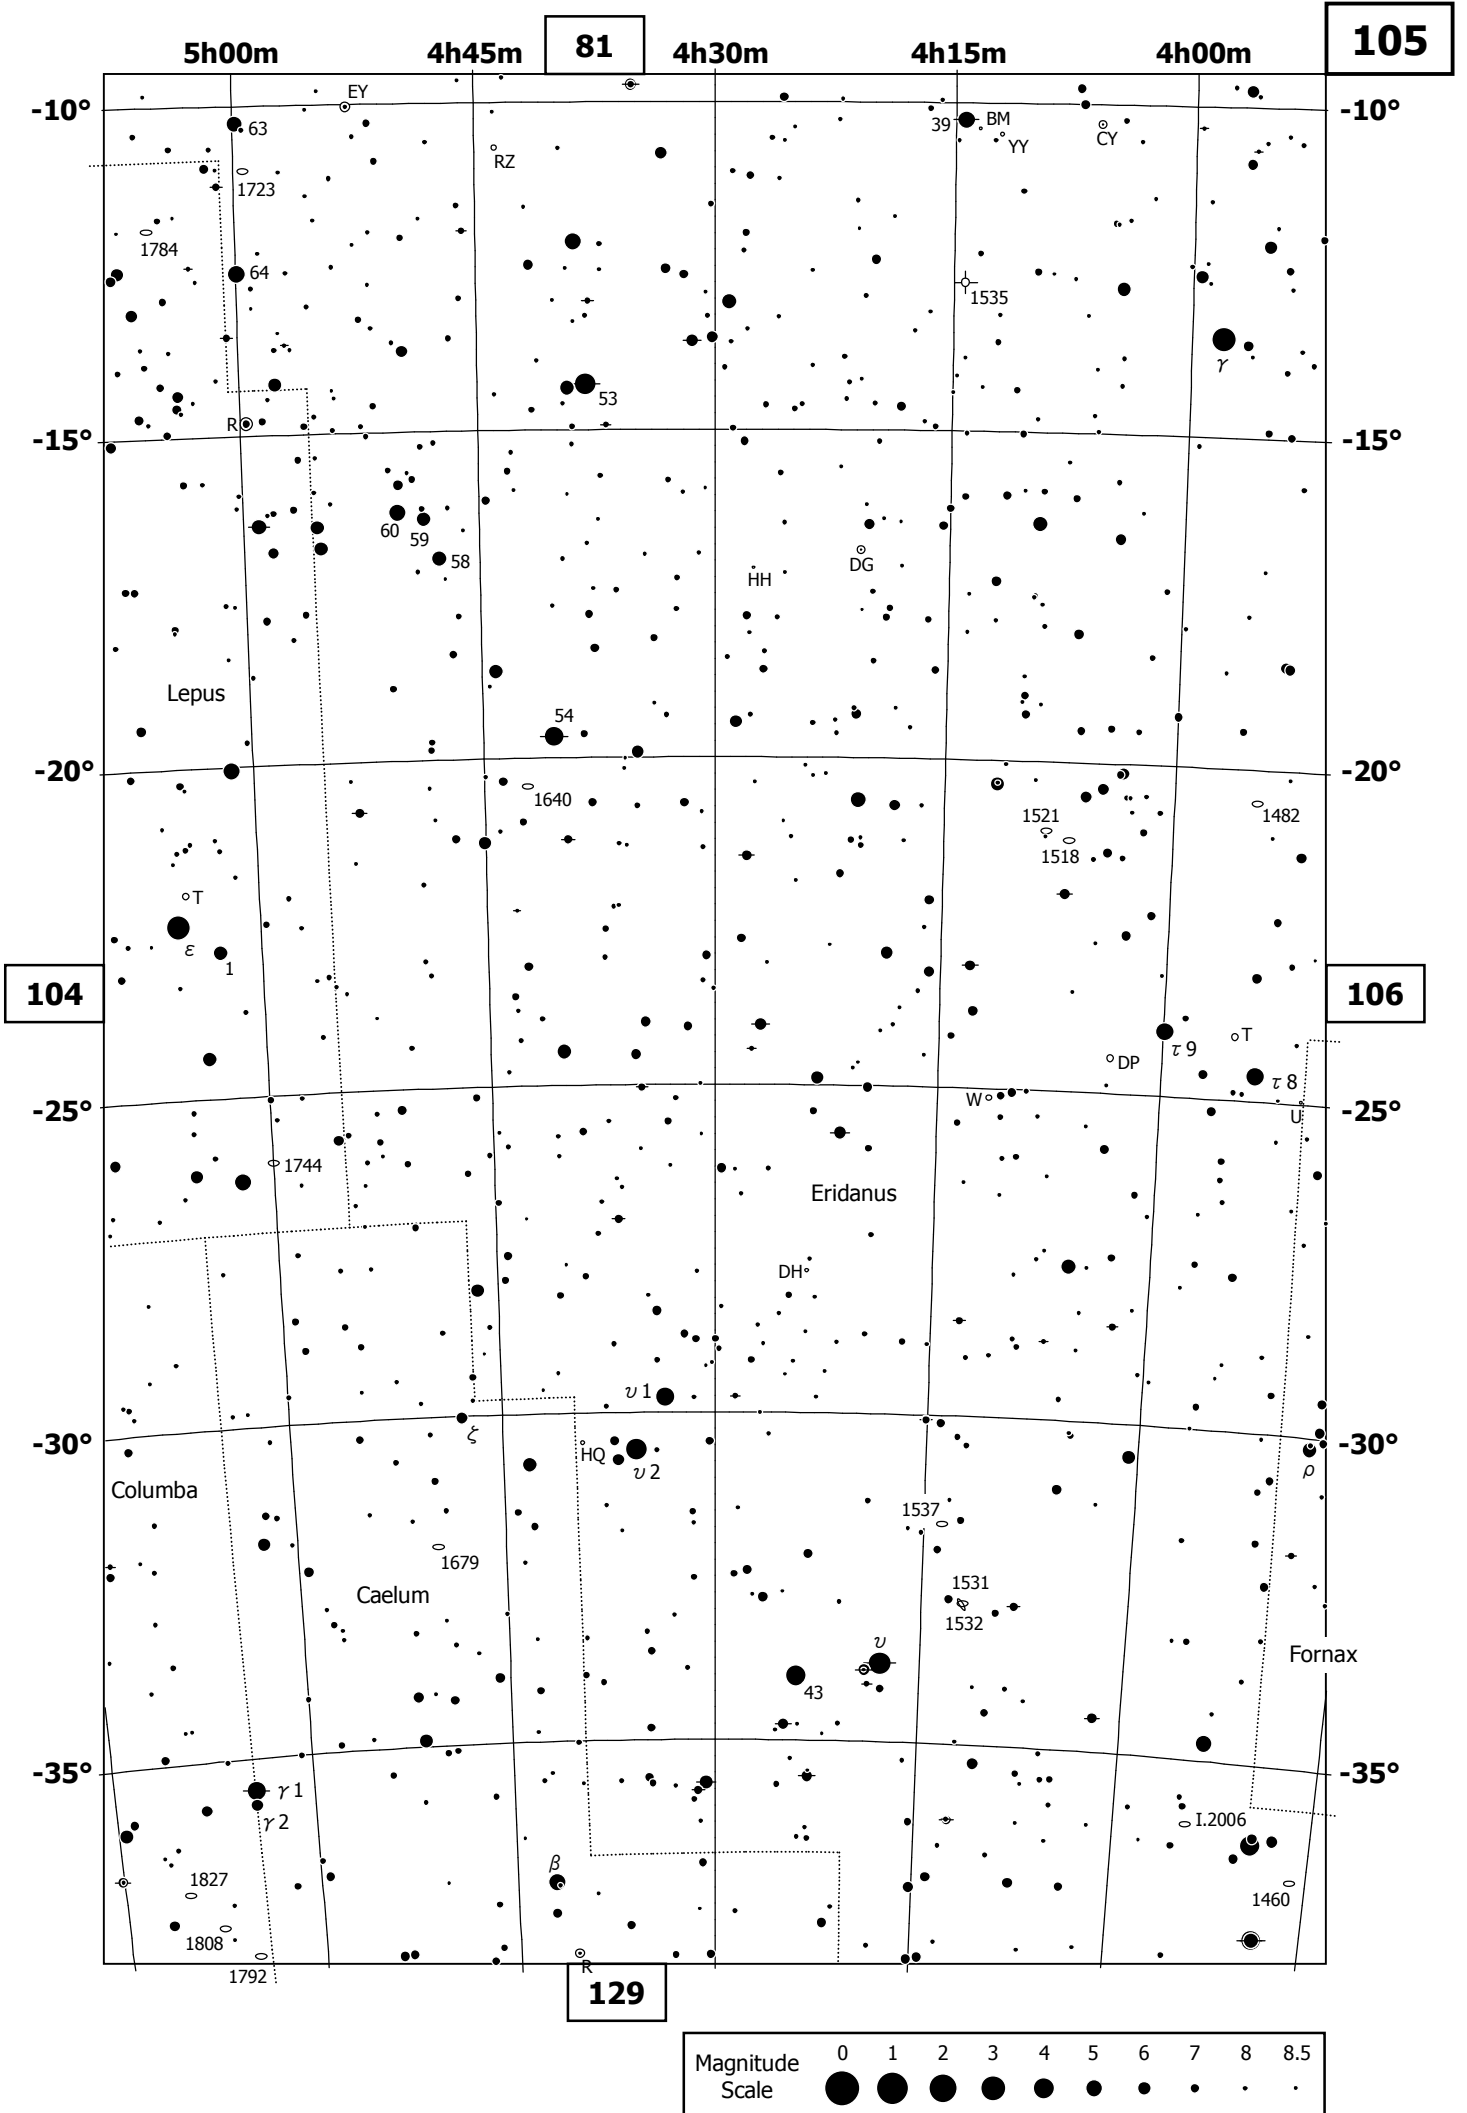 105
5h00m 4h45m 81 4h30m 4h15m 4h00m
-10° -10°
EY
63
39 BM
YY
CY
RZ
1723
1784
64
1535
γ
53
R
-15° -15°
60
59
58
HH
DG
Lepus
54
-20° -20°
1640
1521
1518
1482
T
ε
1
104 106
τ 9
T
DP
τ 8
W
U
-25° -25°
1744
Eridanus
DH
υ 1
ζ
-30° -30°
HQ
υ 2
ρ
Columba
1537
1679
1531
1532
Caelum
υ
43
Fornax
-35° -35°
γ 1
γ 2
I.2006
β
1827
1460
1808
1792
R
129
Magnitude
Scale
0 1 2 3 4 5 6 7 8 8.5